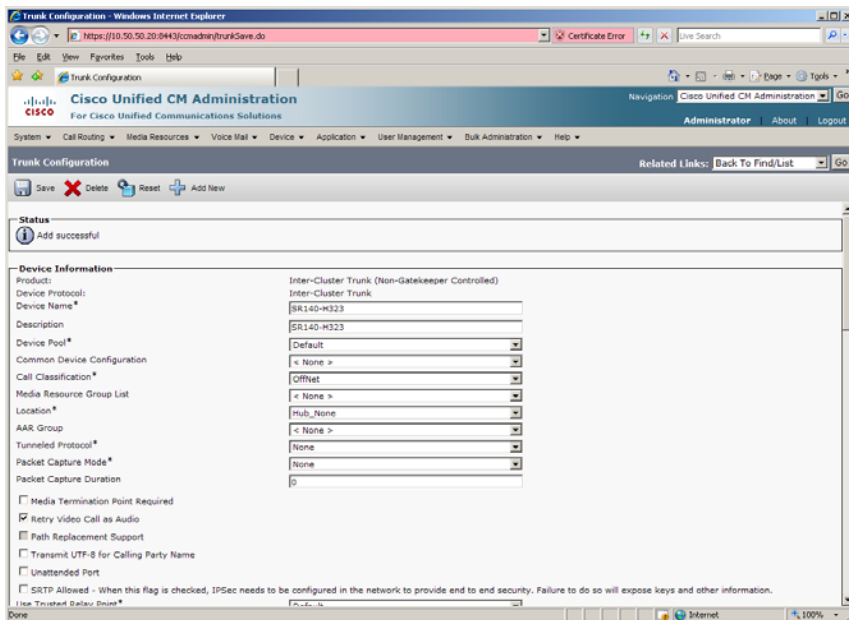 Trunk Configuration - Windows Internet Explorer
https://10.50.50.20:8443/ccmadmin/trunkSave.do
Certificate Error
Live Search
File Edit View Favorites Tools Help
Trunk Configuration
Page Tools
Cisco Unified CM Administration
CISCO
For Cisco Unified Communications Solutions
Navigation Cisco Unified CM Administration Go
Administrator | About | Logout
System Call Routing Media Resources Voice Mail Device Application User Management Bulk Administration Help
Trunk Configuration
Related Links: Back To Find/List Go
Save Delete Reset Add New
Status
Add successful
Device Information
Product: Inter-Cluster Trunk (Non-Gatekeeper Controlled)
Device Protocol: Inter-Cluster Trunk
Device Name* SR140-H323
Description SR140-H323
Device Pool* Default
Common Device Configuration < None >
Call Classification* OffNet
Media Resource Group List < None >
Location* Hub_None
AAR Group < None >
Tunneled Protocol* None
Packet Capture Mode* None
Packet Capture Duration 0
Media Termination Point Required
Retry Video Call as Audio
Path Replacement Support
Transmit UTF-8 for Calling Party Name
Unattended Port
SRTP Allowed - When this flag is checked, IPSec needs to be configured in the network to provide end to end security. Failure to do so will expose keys and other information.
Use Trusted Relay Point* Default
Done
Internet
100%